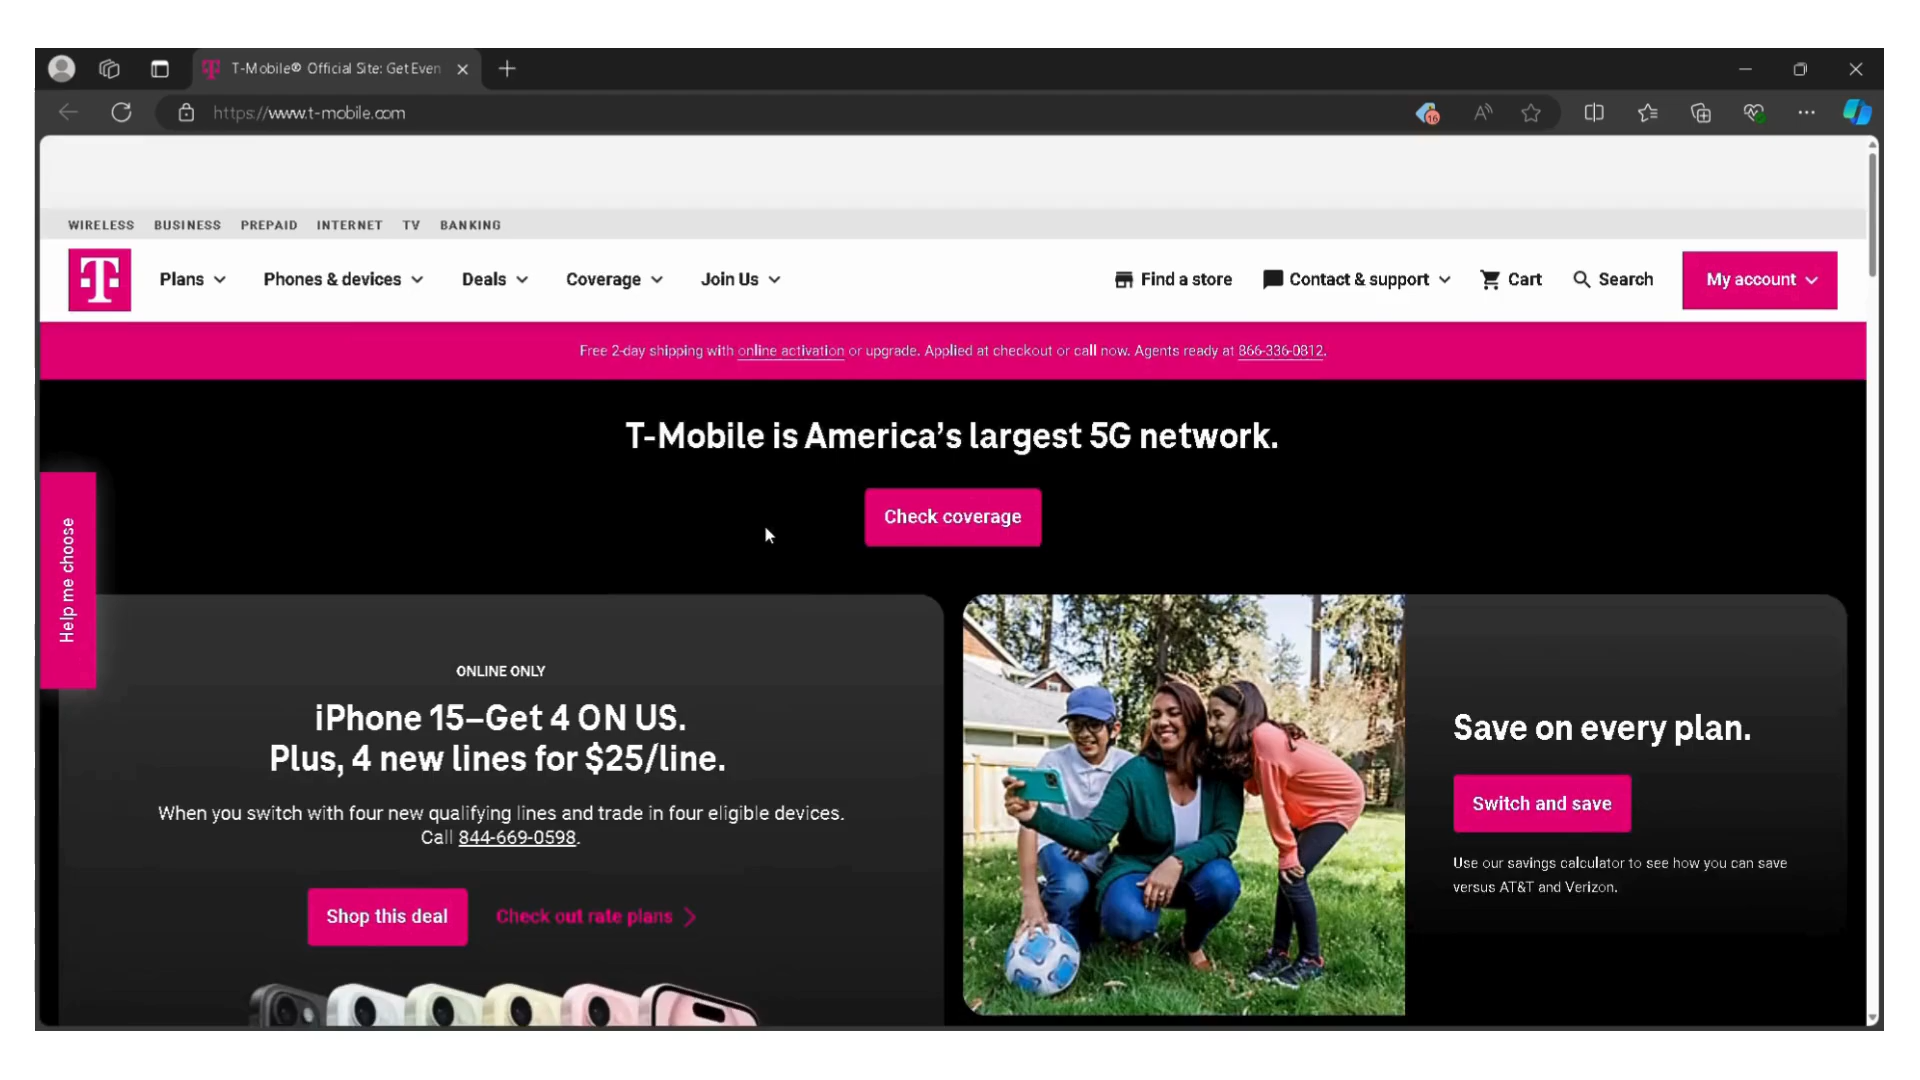 T-Mobile® Official Site: Get Even
https://www.t-mobile.com
16
WIRELESS BUSINESS PREPAID INTERNET TV BANKING
T Plans Phones & devices Deals Coverage Join Us Find a store Contact & support Cart Search My account
Free 2-day shipping with online activation or upgrade. Applied at checkout or call now. Agents ready at 866-336-0812.
T-Mobile is America's largest 5G network.
Check coverage
Help me choose
ONLINE ONLY
iPhone 15–Get 4 ON US.
Plus, 4 new lines for $25/line.
When you switch with four new qualifying lines and trade in four eligible devices.
Call 844-669-0598.
Shop this deal Check out rate plans
Save on every plan.
Switch and save
Use our savings calculator to see how you can save
versus AT&T and Verizon.